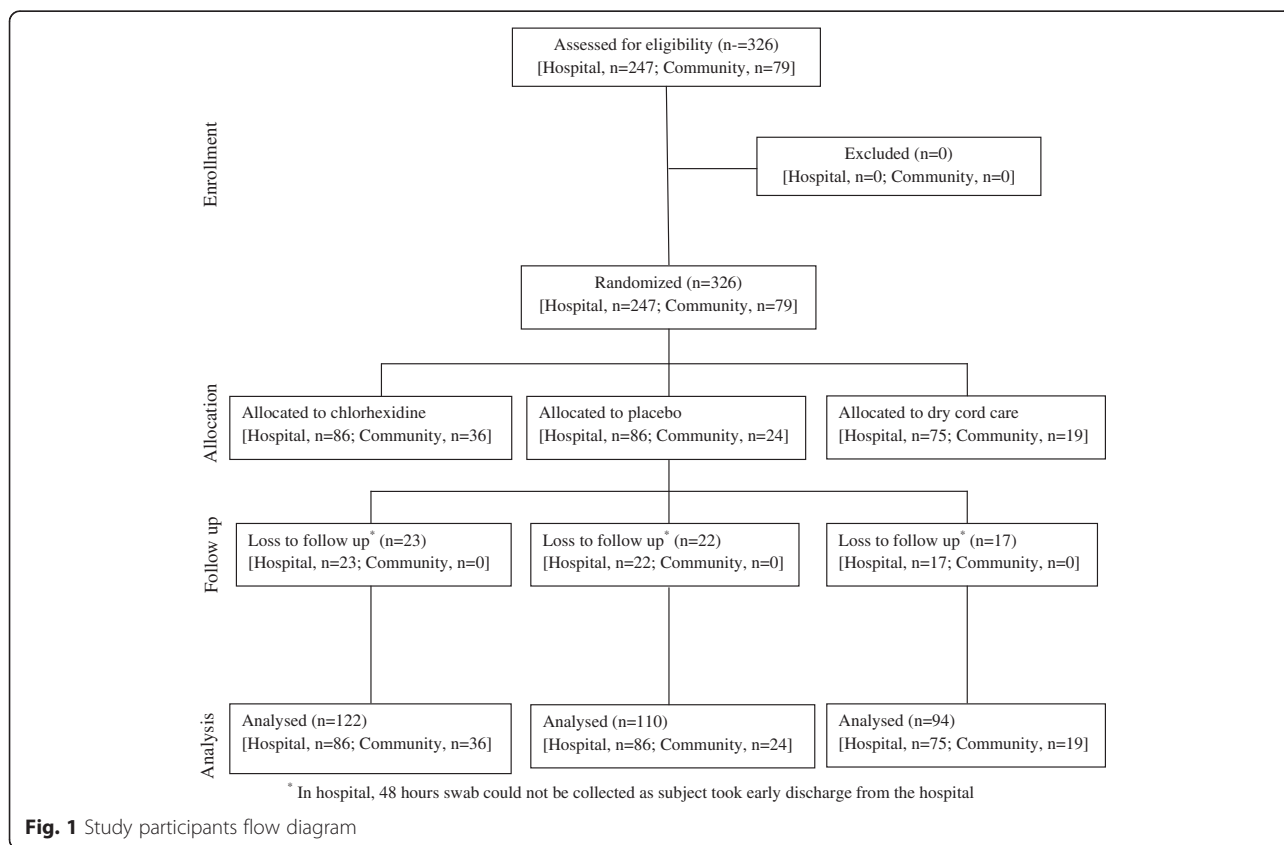 Assessed for eligibility (n-=326)
[Hospital, n=247; Community, n=79]
Enrollment
Excluded (n=0)
[Hospital, n=0; Community, n=0]
Randomized (n=326)
[Hospital, n=247; Community, n=79]
Allocation
Allocated to chlorhexidine
[Hospital, n=86; Community, n=36]
Allocated to placebo
[Hospital, n=86; Community, n=24]
Allocated to dry cord care
[Hospital, n=75; Community, n=19]
Follow up
Loss to follow up* (n=23)
[Hospital, n=23; Community, n=0]
Loss to follow up* (n=22)
[Hospital, n=22; Community, n=0]
Loss to follow up* (n=17)
[Hospital, n=17; Community, n=0]
Analysis
Analysed (n=122)
[Hospital, n=86; Community, n=36]
Analysed (n=110)
[Hospital, n=86; Community, n=24]
Analysed (n=94)
[Hospital, n=75; Community, n=19]
* In hospital, 48 hours swab could not be collected as subject took early discharge from the hospital
Fig. 1 Study participants flow diagram